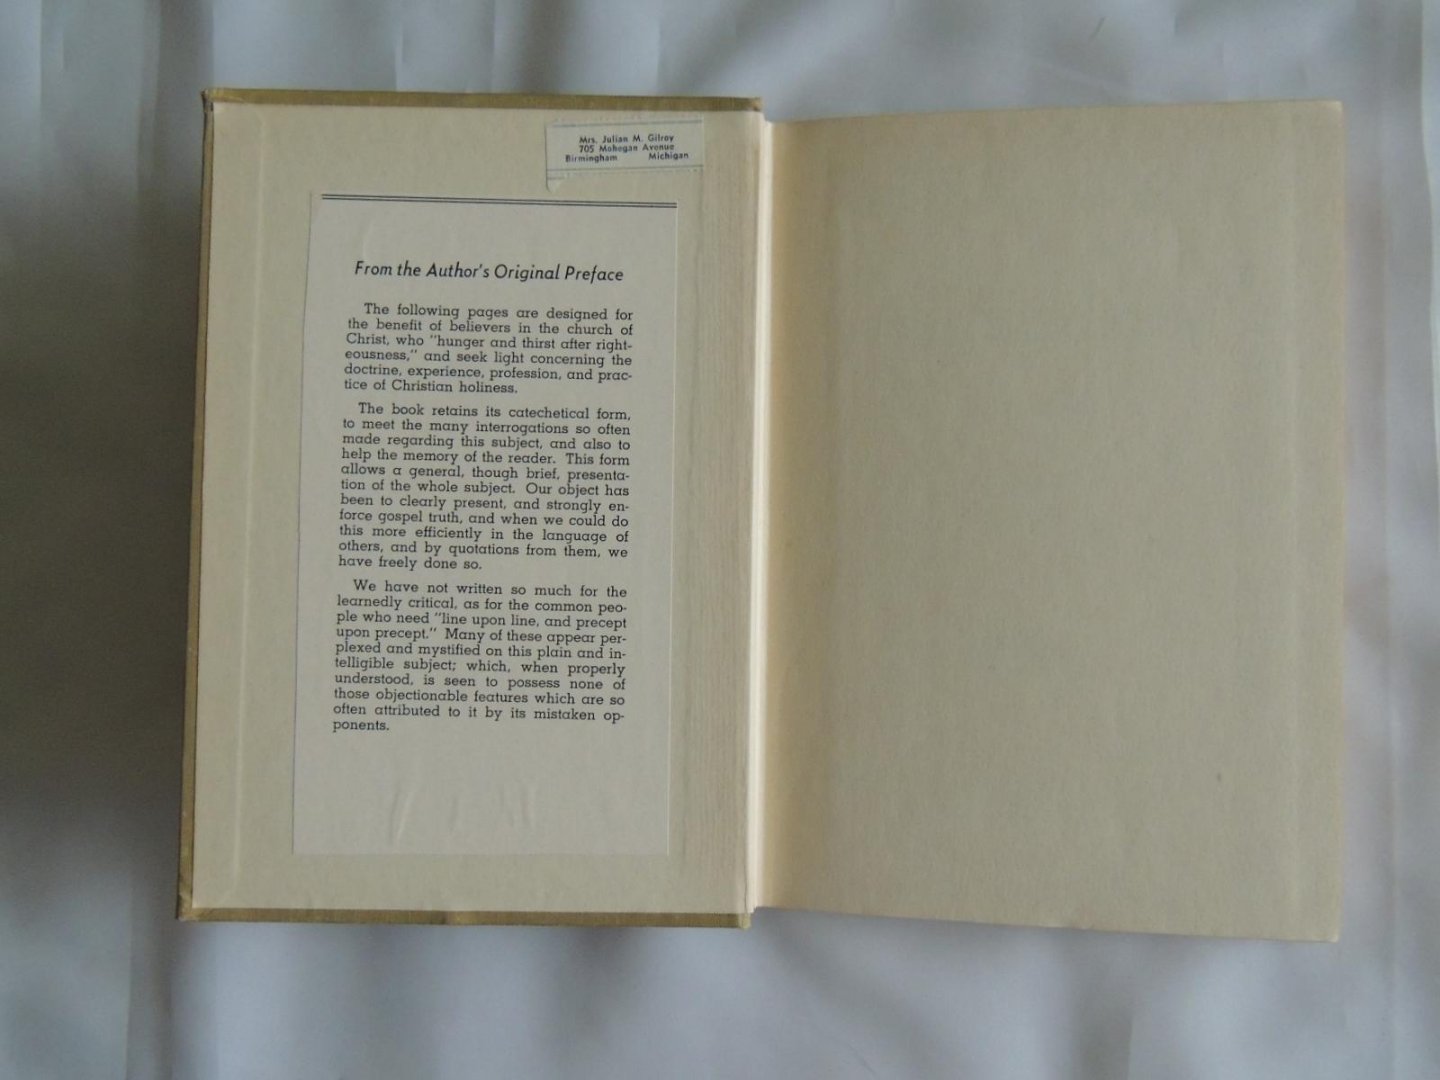 Mrs. Julian M. Gilroy
705 Mohegan Avenue
Birmingham Michigan
From the Author's Original Preface
The following pages are designed for
the benefit of believers in the church of
Christ, who "hunger and thirst after right-
eousness," and seek light concerning the
doctrine, experience, profession, and prac-
tice of Christian holiness.
The book retains its catechetical form,
to meet the many interrogations so often
made regarding this subject, and also to
help the memory of the reader. This form
allows a general, though brief, presenta-
tion of the whole subject. Our object has
been to clearly present, and strongly en-
force gospel truth, and when we could do
this more efficiently in the language of
others, and by quotations from them, we
have freely done so.
We have not written so much for the
learnedly critical, as for the common peo-
ple who need "line upon line, and precept
upon precept." Many of these appear per-
plexed and mystified on this plain and in-
telligible subject; which, when properly
understood, is seen to possess none of
those objectionable features which are so
often attributed to it by its mistaken op-
ponents.